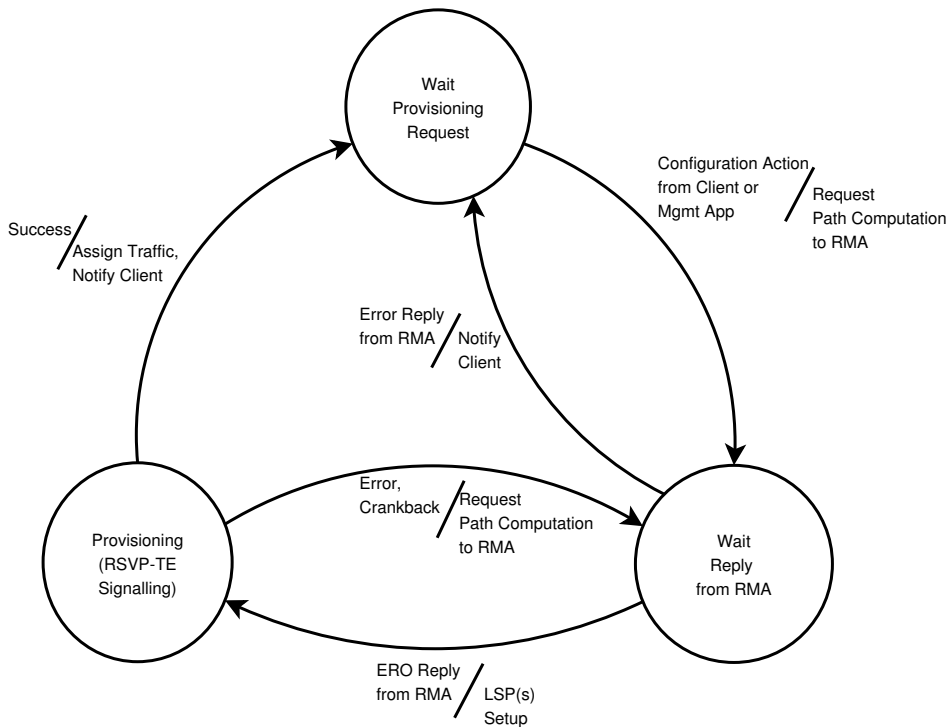 Wait
Provisioning
Request
Configuration Action
from Client or
Mgmt App
Request
Path Computation
to RMA
Success
Assign Traffic,
Notify Client
Error Reply
from RMA
Notify
Client
Error,
Crankback
Request
Path Computation
to RMA
Provisioning
(RSVP-TE
Signalling)
Wait
Reply
from RMA
ERO Reply
from RMA
LSP(s)
Setup